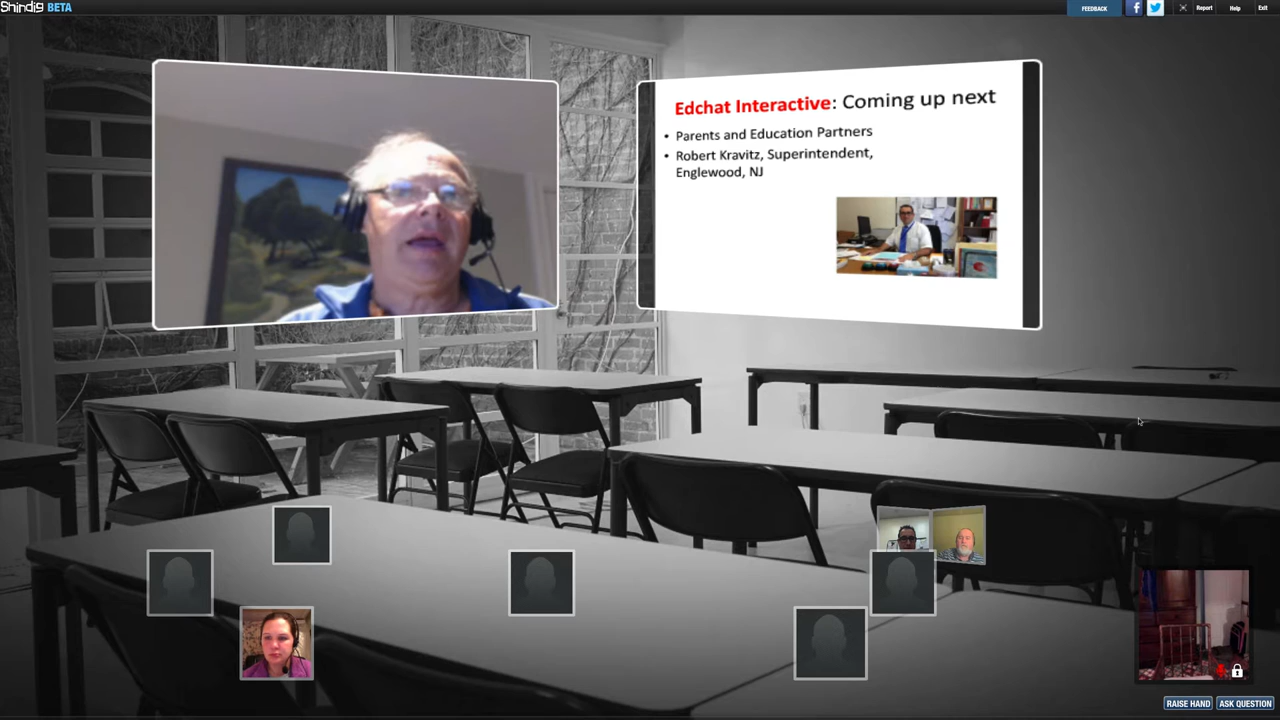 Shindig BETA
FEEDBACK
Report
Help
Exit
Edchat Interactive: Coming up next
• Parents and Education Partners
• Robert Kravitz, Superintendent,
Englewood, NJ
RAISE HAND
ASK QUESTION